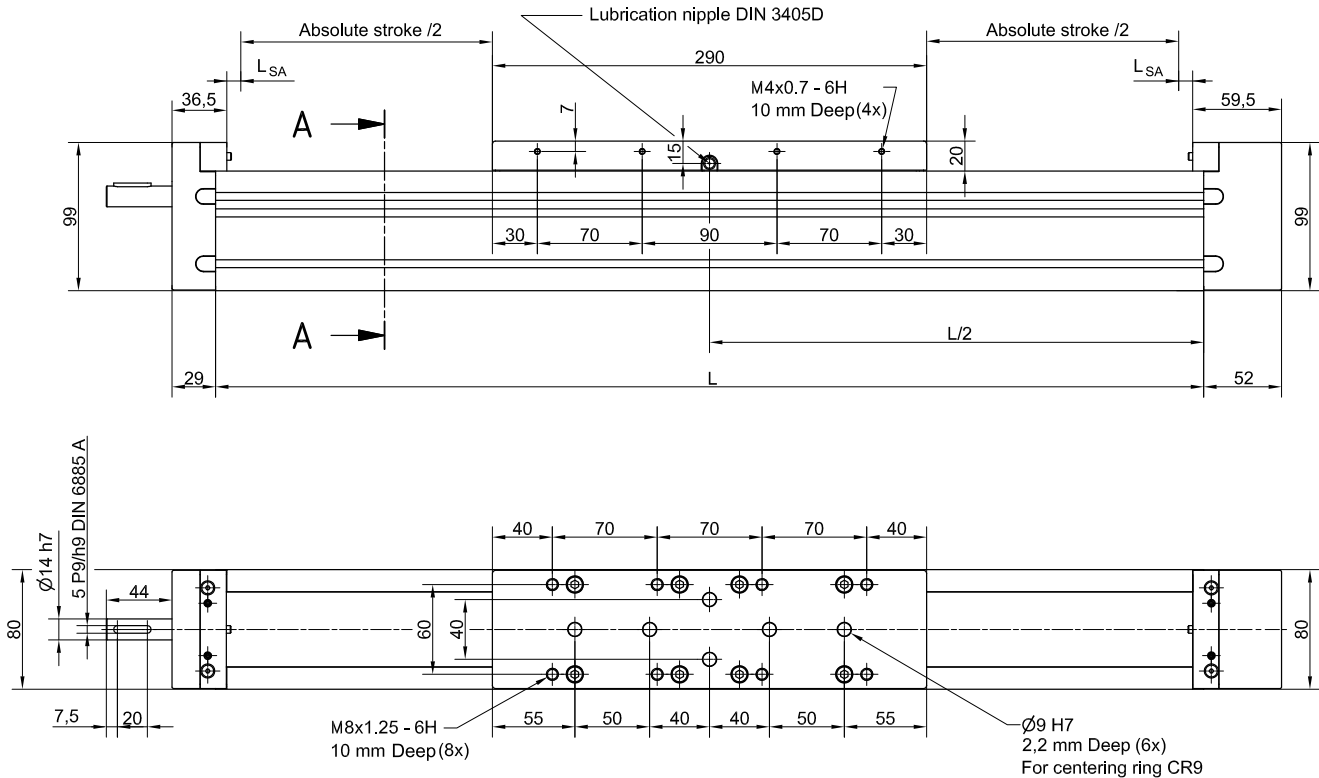 Lubrication nipple DIN 3405D
Absolute stroke /2
Absolute stroke /2
290
L SA
L SA
M4x0.7 - 6H
10 mm Deep(4x)
36,5
59,5
7
A
15
20
99
99
30
70
90
70
30
A
L/2
29
L
52
5 P9/h9 DIN 6885 A
Ø14 h7
40
70
70
70
40
44
80
60
40
80
7,5
20
M8x1.25 - 6H
10 mm Deep(8x)
55
50
40
40
50
55
Ø9 H7
2,2 mm Deep (6x)
For centering ring CR9